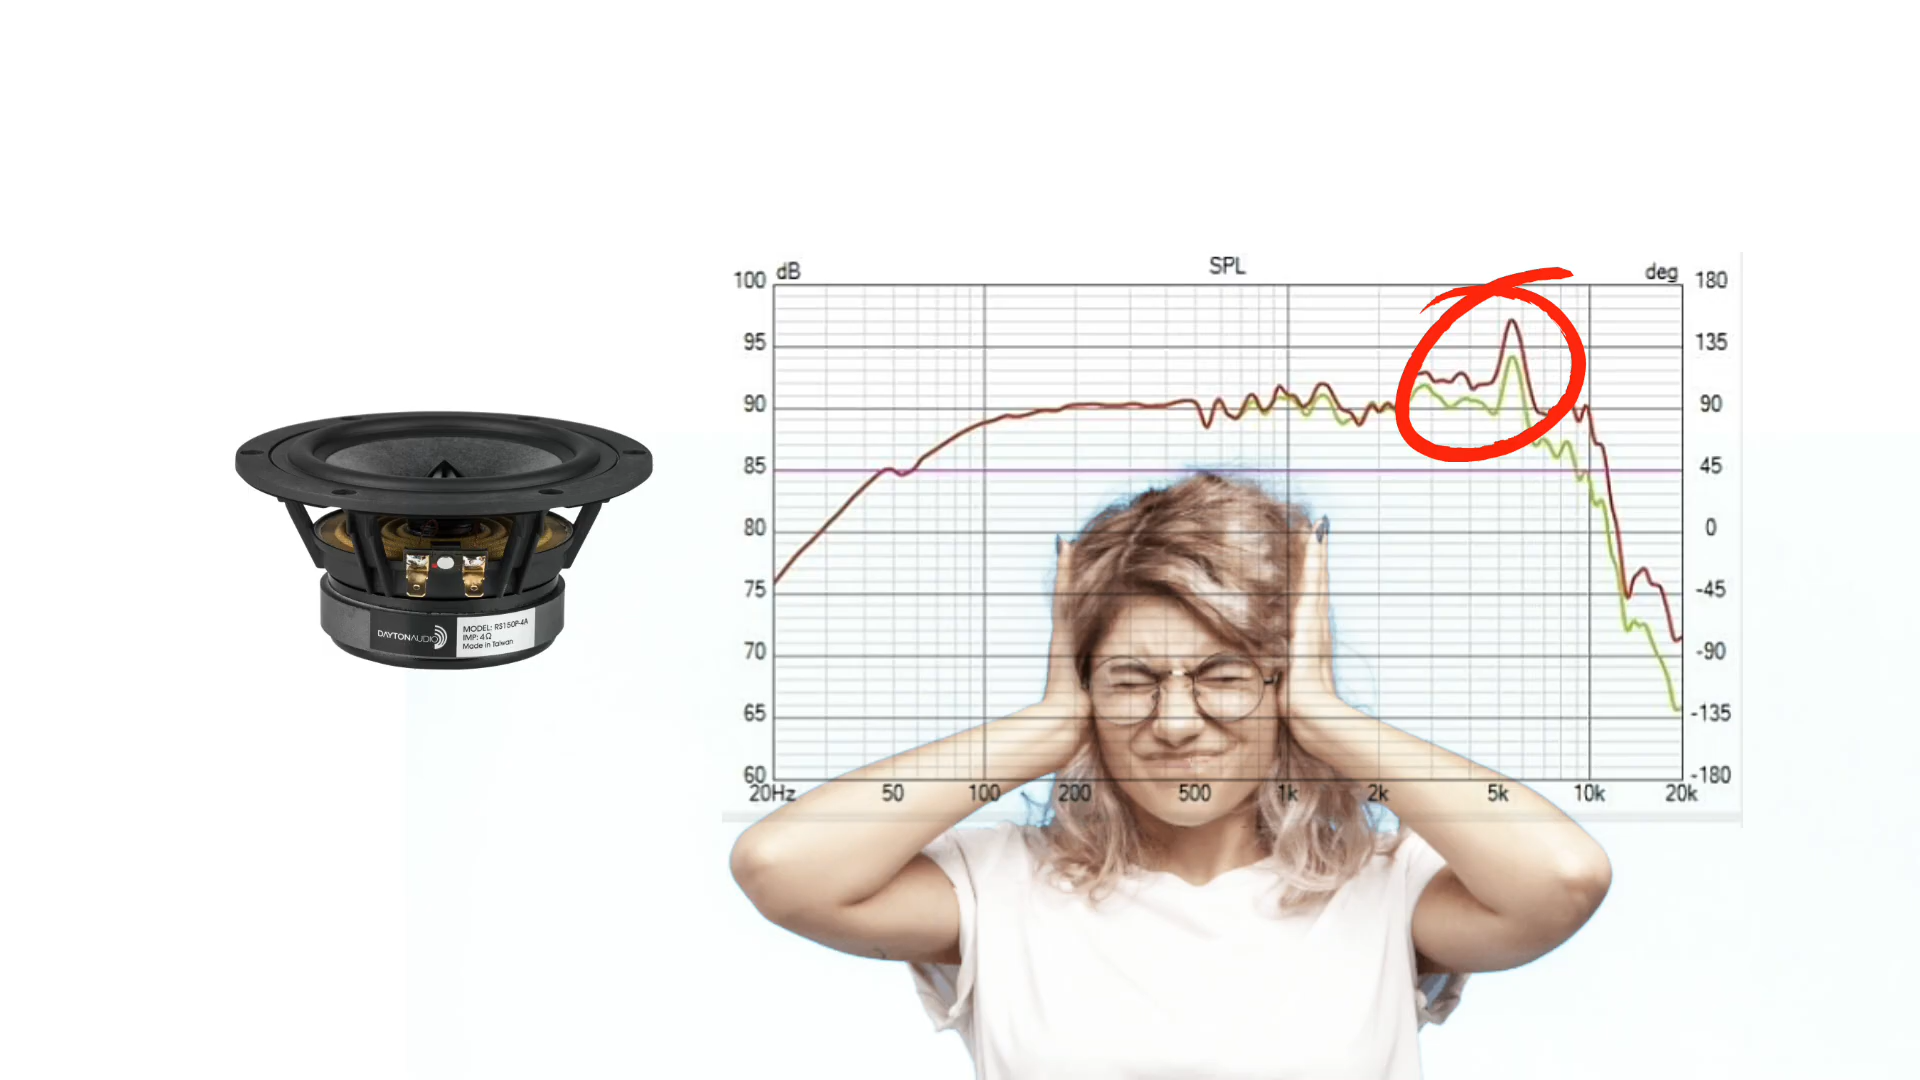 DAYTON AUDIO
MODEL: RS150P-4A
IMP: 4Ω
Made in Taiwan
dB
SPL
deg
100
95
90
85
80
75
70
65
60
180
135
90
45
0
-45
-90
-135
-180
20Hz 50 100 200 500 1k 2k 5k 10k 20k